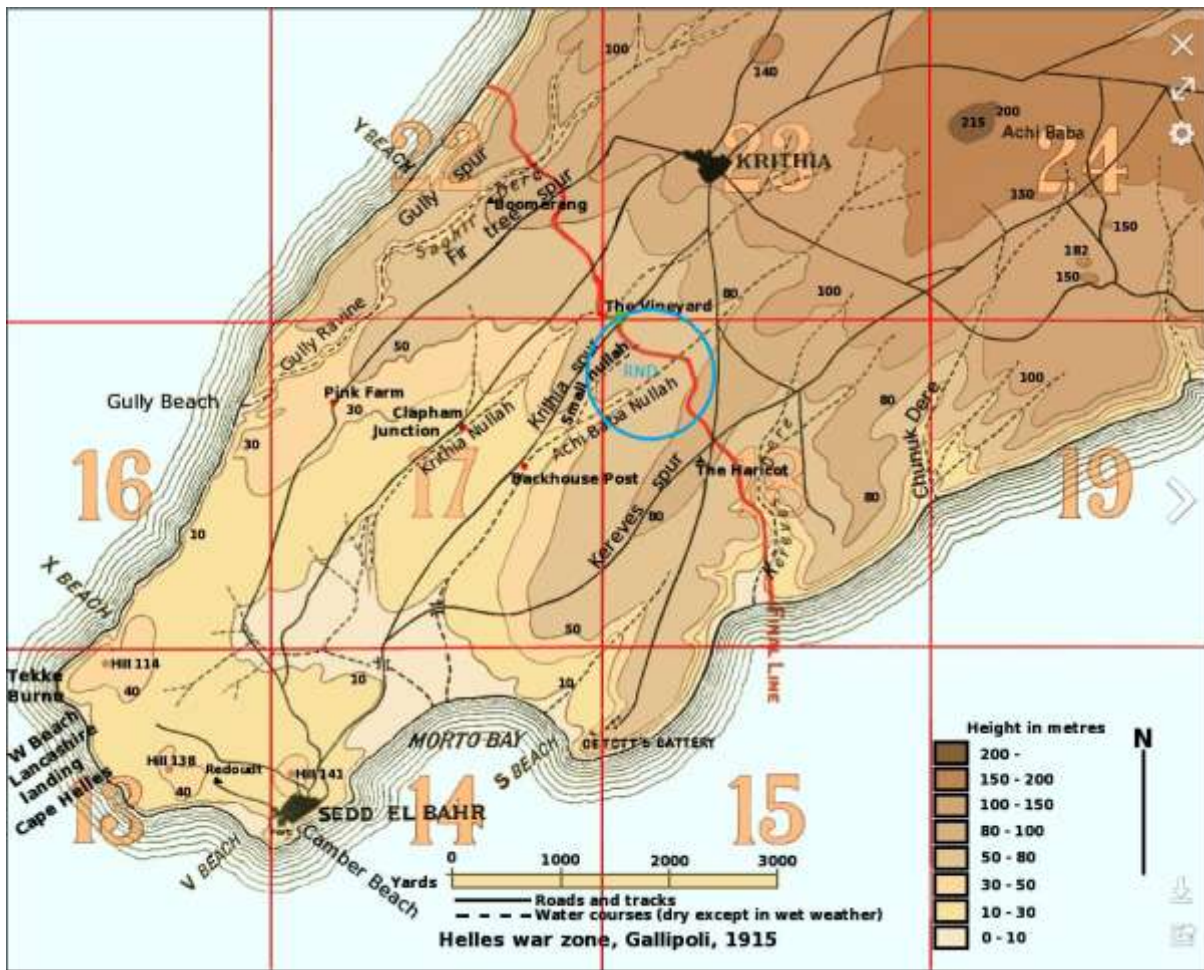 100
140
200
215
Achi Baba
Y BEACH
22
23
24
KRITHIA
Gully spur
Saghir Dere
Fir tree spur
Boomerang
150
150
182
150
The Vineyard
80
100
Gully Ravine
50
Krithia spur
Small nullah
RND
Achi Baba Nullah
Gully Beach
Pink Farm
30
Clapham
Junction
Krithia Nullah
30
80
100
Chunuk Dere
16
17
18
19
Backhouse Post
Kereves spur
The Haricot
Kereves Dere
80
80
10
X BEACH
50
FINAL LINE
Tekke
Burne
Hill 114
40
10
10
W Beach
Lancashire
landing
Cape Helles
Hill 138
40
Redoubt
Hill 141
MORTO BAY
S BEACH
DE TOTT'S BATTERY
13
14
15
SEDD EL BAHR
Fort
V BEACH
Camber Beach
0 1000 2000 3000
Yards
Roads and tracks
Water courses (dry except in wet weather)
Helles war zone, Gallipoli, 1915
Height in metres
200 -
150 - 200
100 - 150
80 - 100
50 - 80
30 - 50
10 - 30
0 - 10
N